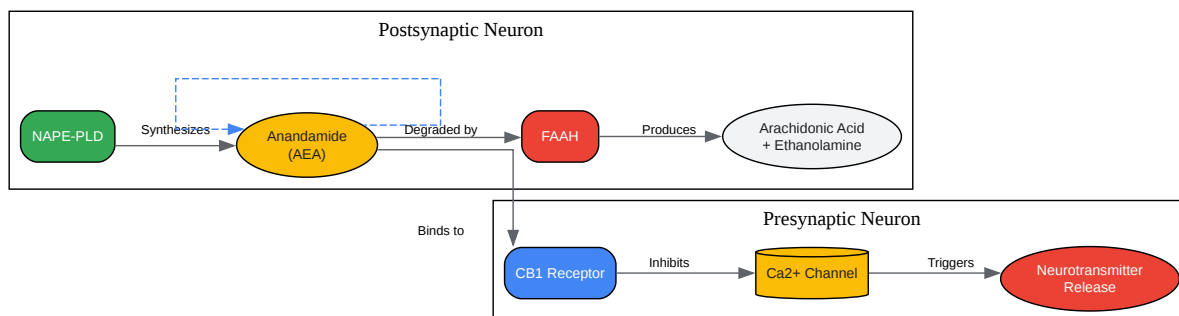 Postsynaptic Neuron
NAPE-PLD
Synthesizes
Anandamide
(AEA)
Degraded by
FAAH
Produces
Arachidonic Acid
+ Ethanolamine
Binds to
Presynaptic Neuron
CB1 Receptor
Inhibits
Ca2+ Channel
Triggers
Neurotransmitter
Release